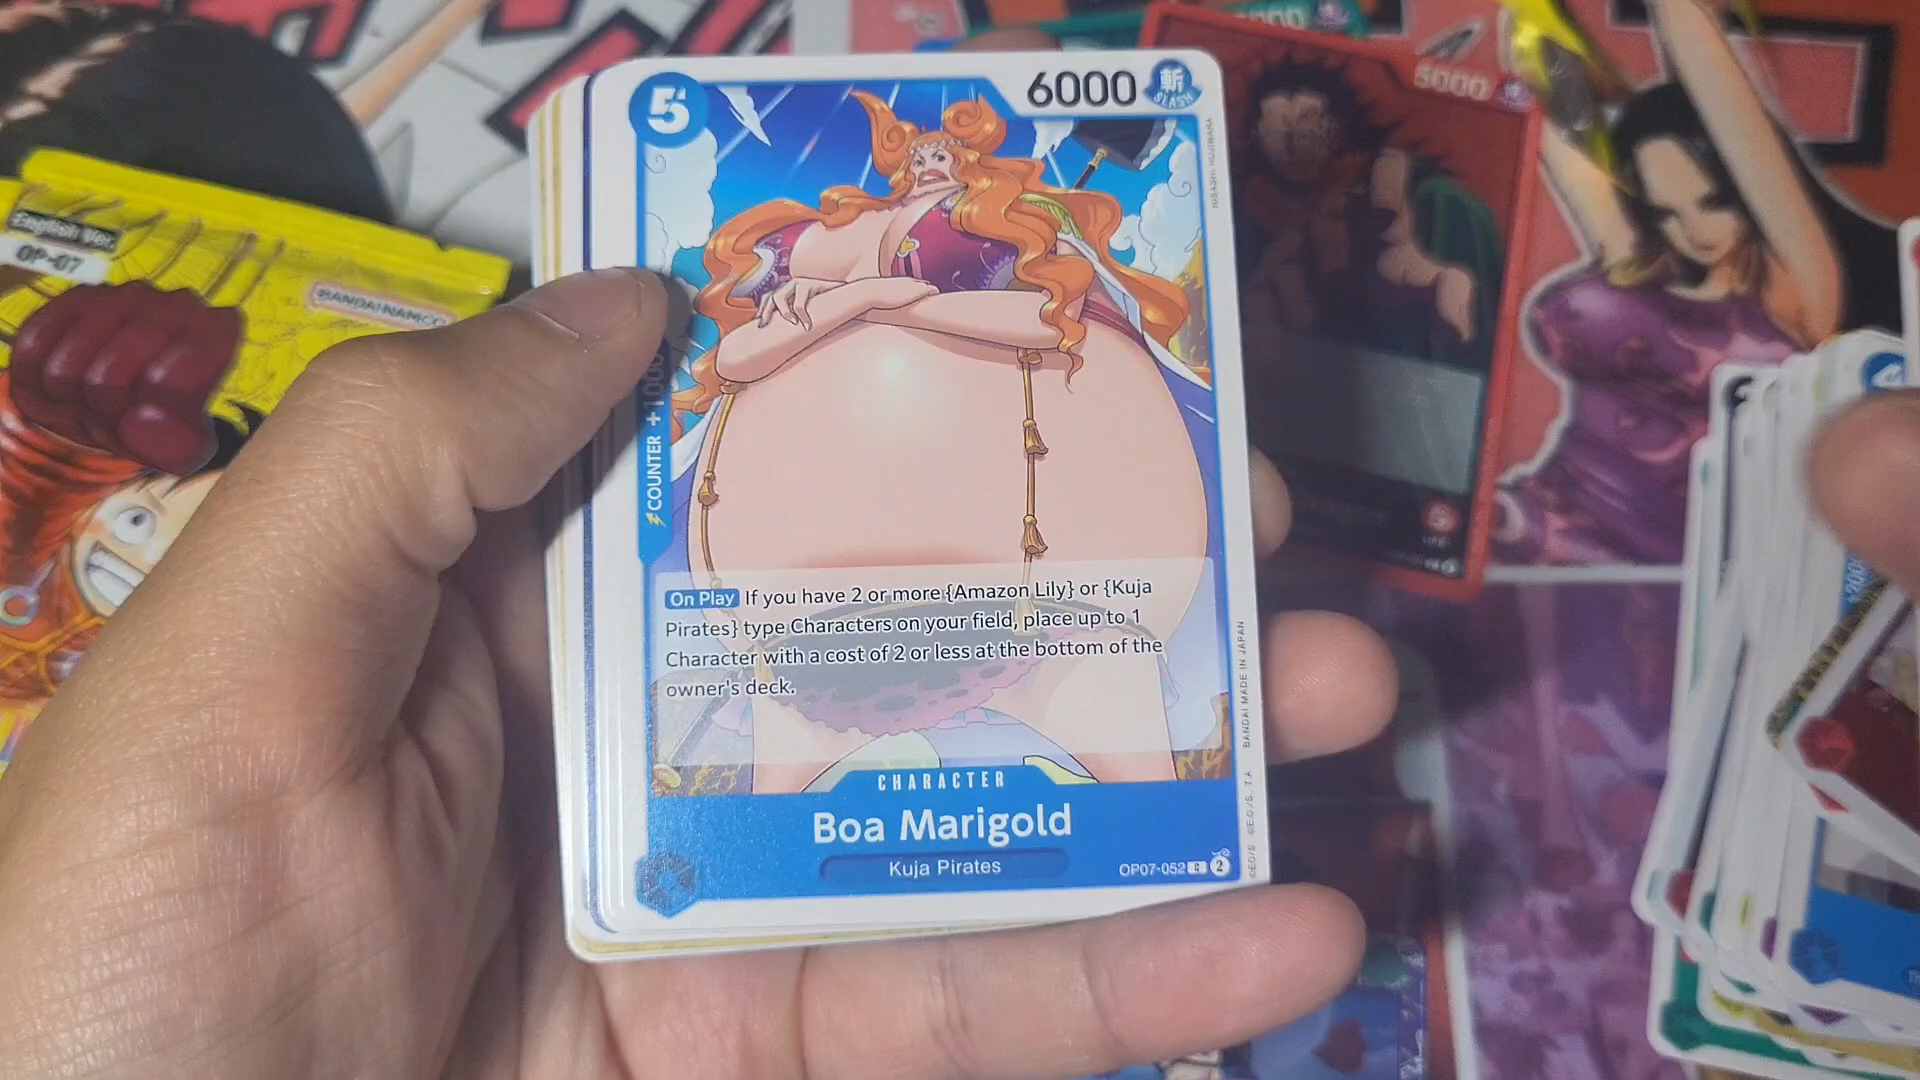 5
6000
斬
SLASH
HISASHI FUJIWARA
COUNTER +1000
On Play If you have 2 or more {Amazon Lily} or {Kuja
Pirates} type Characters on your field, place up to 1
Character with a cost of 2 or less at the bottom of the
owner's deck.
CHARACTER
Boa Marigold
Kuja Pirates
OP07-052 C 2
BANDAI MADE IN JAPAN
English Ver.
OP-07
BANDAI NAMCO
5000